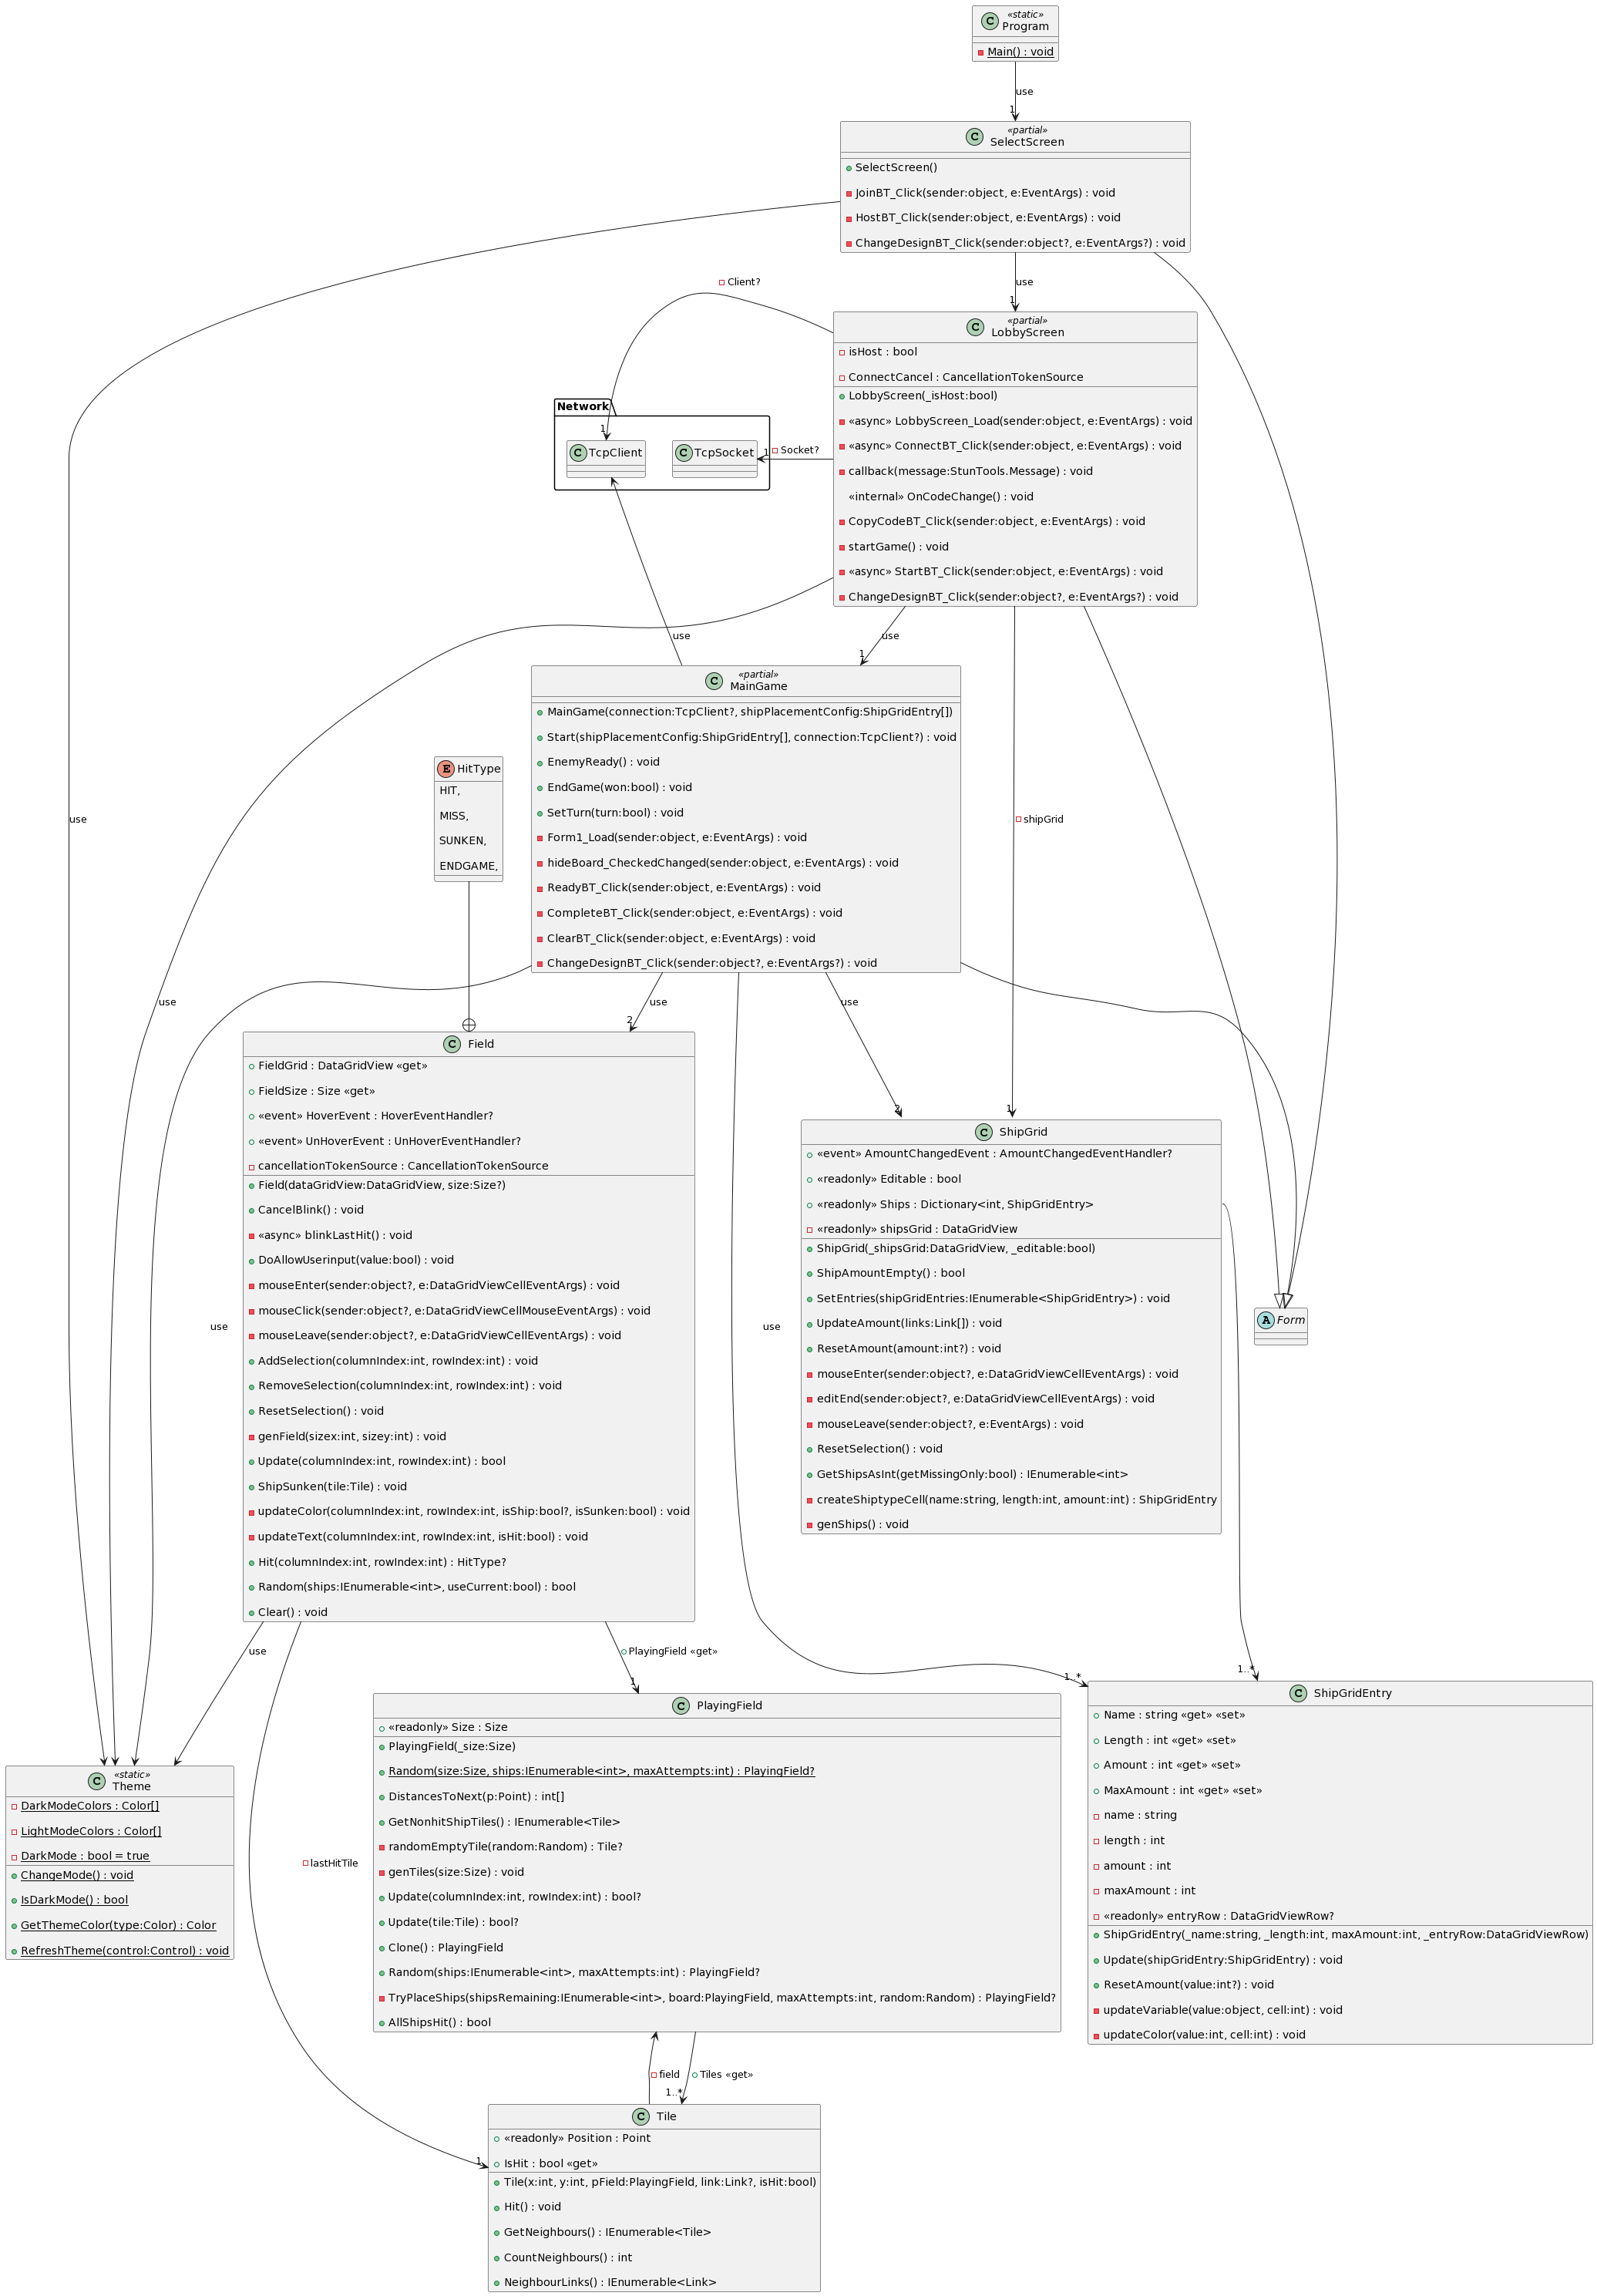 «static»
Program
Main() : void
use
1
«partial»
SelectScreen
SelectScreen()
JoinBT_Click(sender:object, e:EventArgs) : void
HostBT_Click(sender:object, e:EventArgs) : void
ChangeDesignBT_Click(sender:object?, e:EventArgs?) : void
Client?
use
1
«partial»
LobbyScreen
isHost : bool
ConnectCancel : CancellationTokenSource
LobbyScreen(_isHost:bool)
«async» LobbyScreen_Load(sender:object, e:EventArgs) : void
«async» ConnectBT_Click(sender:object, e:EventArgs) : void
callback(message:StunTools.Message) : void
«internal» OnCodeChange() : void
CopyCodeBT_Click(sender:object, e:EventArgs) : void
startGame() : void
«async» StartBT_Click(sender:object, e:EventArgs) : void
ChangeDesignBT_Click(sender:object?, e:EventArgs?) : void
Network
1
TcpClient
TcpSocket
1
Socket?
use
use
1
«partial»
MainGame
MainGame(connection:TcpClient?, shipPlacementConfig:ShipGridEntry[])
Start(shipPlacementConfig:ShipGridEntry[], connection:TcpClient?) : void
EnemyReady() : void
EndGame(won:bool) : void
SetTurn(turn:bool) : void
Form1_Load(sender:object, e:EventArgs) : void
hideBoard_CheckedChanged(sender:object, e:EventArgs) : void
ReadyBT_Click(sender:object, e:EventArgs) : void
CompleteBT_Click(sender:object, e:EventArgs) : void
ClearBT_Click(sender:object, e:EventArgs) : void
ChangeDesignBT_Click(sender:object?, e:EventArgs?) : void
HitType
HIT,
MISS,
SUNKEN,
ENDGAME,
use
shipGrid
use
use
2
use
2
1
Field
FieldGrid : DataGridView «get»
FieldSize : Size «get»
«event» HoverEvent : HoverEventHandler?
«event» UnHoverEvent : UnHoverEventHandler?
cancellationTokenSource : CancellationTokenSource
Field(dataGridView:DataGridView, size:Size?)
CancelBlink() : void
«async» blinkLastHit() : void
DoAllowUserinput(value:bool) : void
mouseEnter(sender:object?, e:DataGridViewCellEventArgs) : void
mouseClick(sender:object?, e:DataGridViewCellMouseEventArgs) : void
mouseLeave(sender:object?, e:DataGridViewCellEventArgs) : void
AddSelection(columnIndex:int, rowIndex:int) : void
RemoveSelection(columnIndex:int, rowIndex:int) : void
ResetSelection() : void
genField(sizex:int, sizey:int) : void
Update(columnIndex:int, rowIndex:int) : bool
ShipSunken(tile:Tile) : void
updateColor(columnIndex:int, rowIndex:int, isShip:bool?, isSunken:bool) : void
updateText(columnIndex:int, rowIndex:int, isHit:bool) : void
Hit(columnIndex:int, rowIndex:int) : HitType?
Random(ships:IEnumerable<int>, useCurrent:bool) : bool
Clear() : void
use
use
ShipGrid
«event» AmountChangedEvent : AmountChangedEventHandler?
«readonly» Editable : bool
«readonly» Ships : Dictionary<int, ShipGridEntry>
«readonly» shipsGrid : DataGridView
ShipGrid(_shipsGrid:DataGridView, _editable:bool)
ShipAmountEmpty() : bool
SetEntries(shipGridEntries:IEnumerable<ShipGridEntry>) : void
UpdateAmount(links:Link[]) : void
ResetAmount(amount:int?) : void
mouseEnter(sender:object?, e:DataGridViewCellEventArgs) : void
editEnd(sender:object?, e:DataGridViewCellEventArgs) : void
mouseLeave(sender:object?, e:EventArgs) : void
ResetSelection() : void
GetShipsAsInt(getMissingOnly:bool) : IEnumerable<int>
createShiptypeCell(name:string, length:int, amount:int) : ShipGridEntry
genShips() : void
Form
use
PlayingField «get»
1
1..*
1..*
PlayingField
«readonly» Size : Size
PlayingField(_size:Size)
Random(size:Size, ships:IEnumerable<int>, maxAttempts:int) : PlayingField?
DistancesToNext(p:Point) : int[]
GetNonhitShipTiles() : IEnumerable<Tile>
randomEmptyTile(random:Random) : Tile?
genTiles(size:Size) : void
Update(columnIndex:int, rowIndex:int) : bool?
Update(tile:Tile) : bool?
Clone() : PlayingField
Random(ships:IEnumerable<int>, maxAttempts:int) : PlayingField?
TryPlaceShips(shipsRemaining:IEnumerable<int>, board:PlayingField, maxAttempts:int, random:Random) : PlayingField?
AllShipsHit() : bool
ShipGridEntry
Name : string «get» «set»
Length : int «get» «set»
Amount : int «get» «set»
MaxAmount : int «get» «set»
name : string
length : int
amount : int
maxAmount : int
«readonly» entryRow : DataGridViewRow?
ShipGridEntry(_name:string, _length:int, maxAmount:int, _entryRow:DataGridViewRow)
Update(shipGridEntry:ShipGridEntry) : void
ResetAmount(value:int?) : void
updateVariable(value:object, cell:int) : void
updateColor(value:int, cell:int) : void
«static»
Theme
DarkModeColors : Color[]
LightModeColors : Color[]
DarkMode : bool = true
ChangeMode() : void
IsDarkMode() : bool
GetThemeColor(type:Color) : Color
RefreshTheme(control:Control) : void
lastHitTile
field
Tiles «get»
1..*
1
Tile
«readonly» Position : Point
IsHit : bool «get»
Tile(x:int, y:int, pField:PlayingField, link:Link?, isHit:bool)
Hit() : void
GetNeighbours() : IEnumerable<Tile>
CountNeighbours() : int
NeighbourLinks() : IEnumerable<Link>